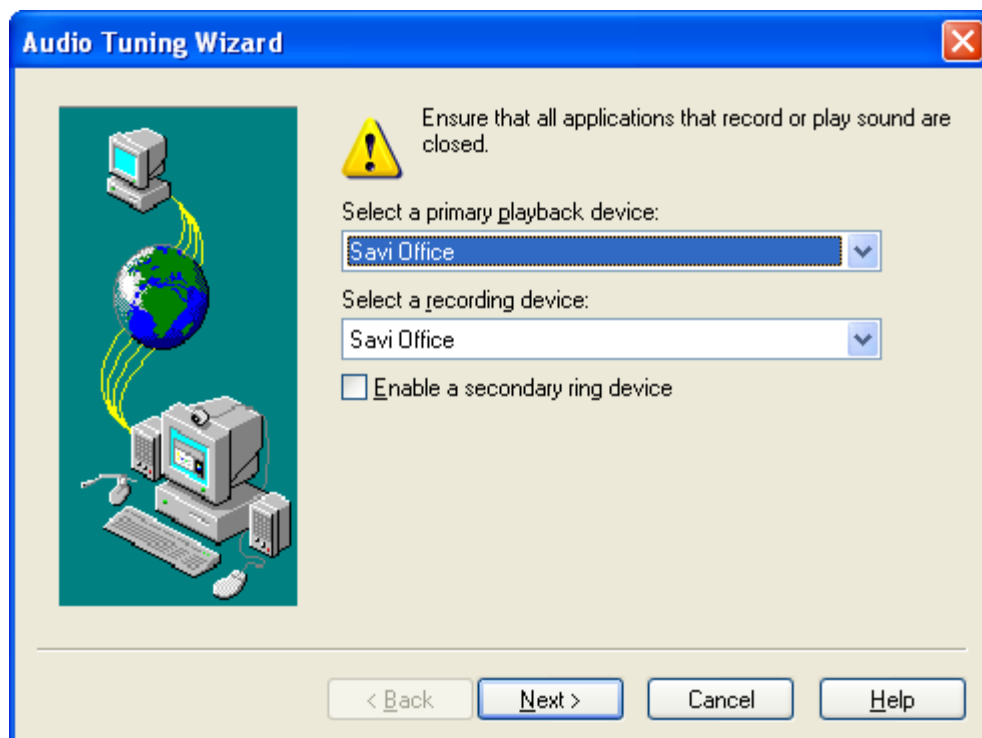 Audio Tuning Wizard
Ensure that all applications that record or play sound are
closed.
Select a primary playback device:
Savi Office
Select a recording device:
Savi Office
Enable a secondary ring device
< Back
Next >
Cancel
Help